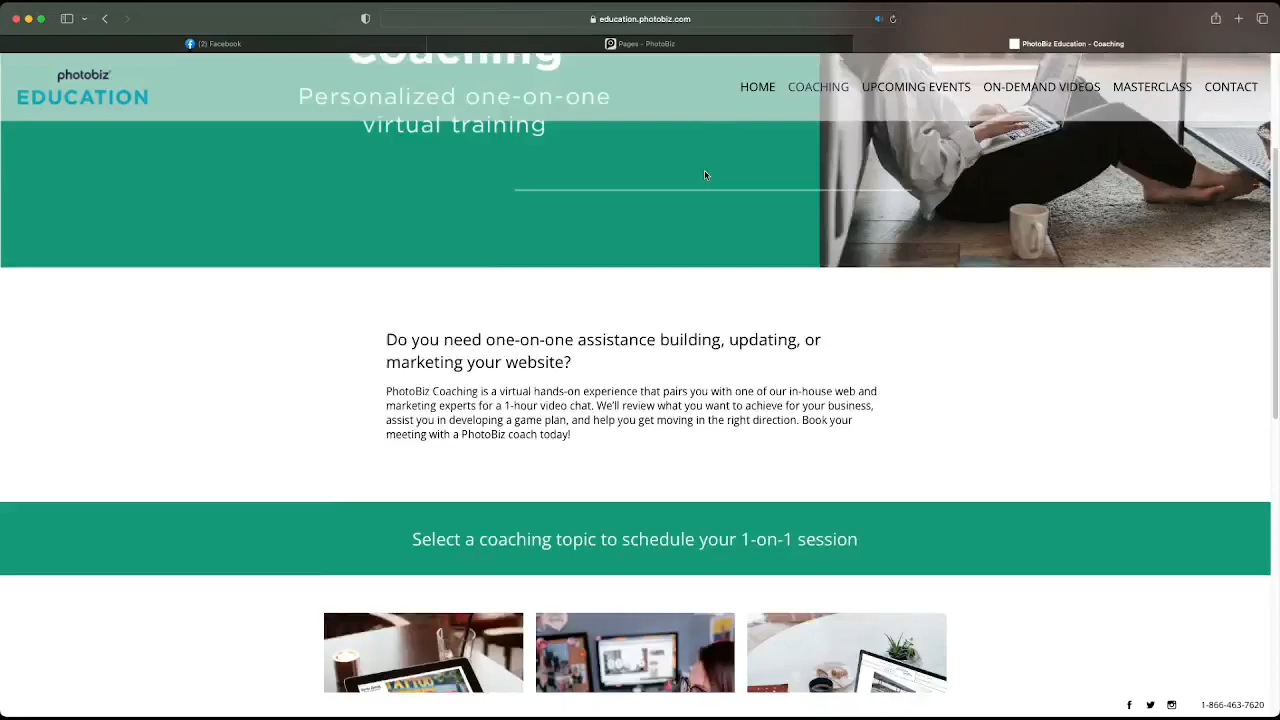 education.photobiz.com
(2) Facebook
Pages - PhotoBiz
PhotoBiz Education - Coaching
photobiz
EDUCATION
HOME
COACHING
UPCOMING EVENTS
ON-DEMAND VIDEOS
MASTERCLASS
CONTACT
Coaching
Personalized one-on-one
virtual training
Do you need one-on-one assistance building, updating, or
marketing your website?
PhotoBiz Coaching is a virtual hands-on experience that pairs you with one of our in-house web and
marketing experts for a 1-hour video chat. We'll review what you want to achieve for your business,
assist you in developing a game plan, and help you get moving in the right direction. Book your
meeting with a PhotoBiz coach today!
Select a coaching topic to schedule your 1-on-1 session
TATTOO
1-866-463-7620